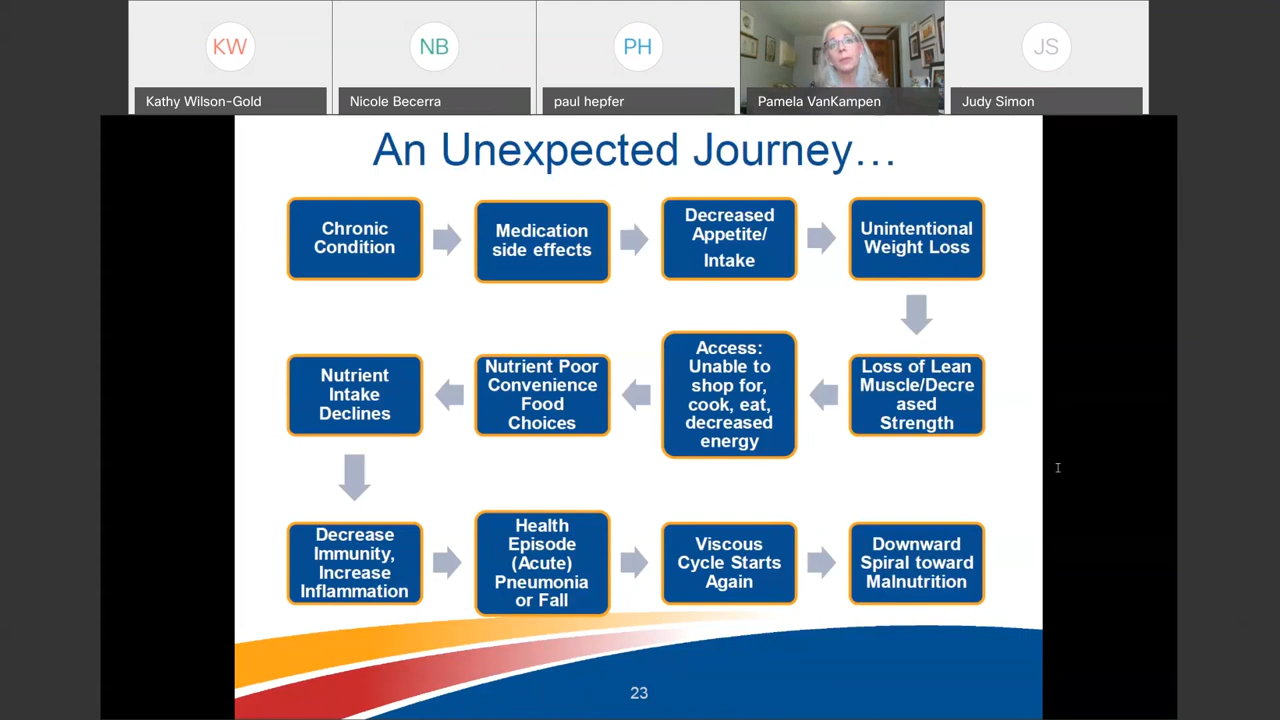 KW
NB
PH
JS
Kathy Wilson-Gold
Nicole Becerra
paul hepfer
Pamela VanKampen
Judy Simon
An Unexpected Journey…
Chronic
Condition
Medication
side effects
Decreased
Appetite/
Intake
Unintentional
Weight Loss
Loss of Lean
Muscle/Decre
ased
Strength
Access:
Unable to
shop for,
cook, eat,
decreased
energy
Nutrient Poor
Convenience
Food
Choices
Nutrient
Intake
Declines
Decrease
Immunity,
Increase
Inflammation
Health
Episode
(Acute)
Pneumonia
or Fall
Viscous
Cycle Starts
Again
Downward
Spiral toward
Malnutrition
23